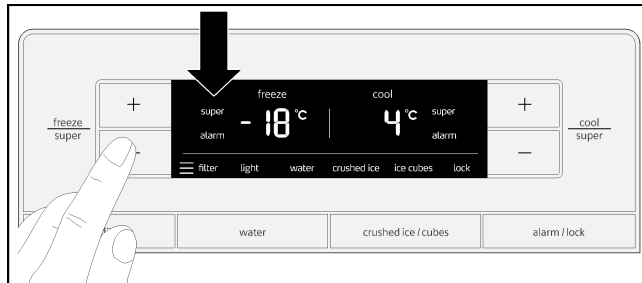 freeze
super
+
freeze cool
super super
alarm alarm
-18 °C 4 °C
filter light water crushed ice ice cubes lock
+
−
cool
super
water
crushed ice / cubes
alarm / lock